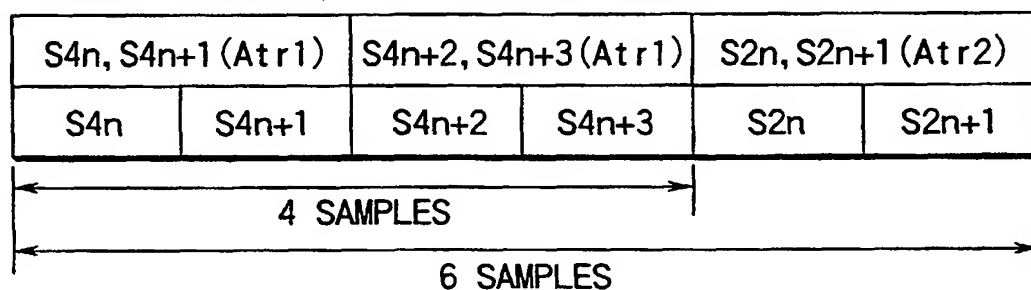 S4n, S4n+1 (Atr1) S4n+2, S4n+3 (Atr1) S2n, S2n+1 (Atr2)
S4n S4n+1 S4n+2 S4n+3 S2n S2n+1
4 SAMPLES
6 SAMPLES